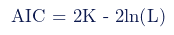 AIC = 2K - 2ln(L)